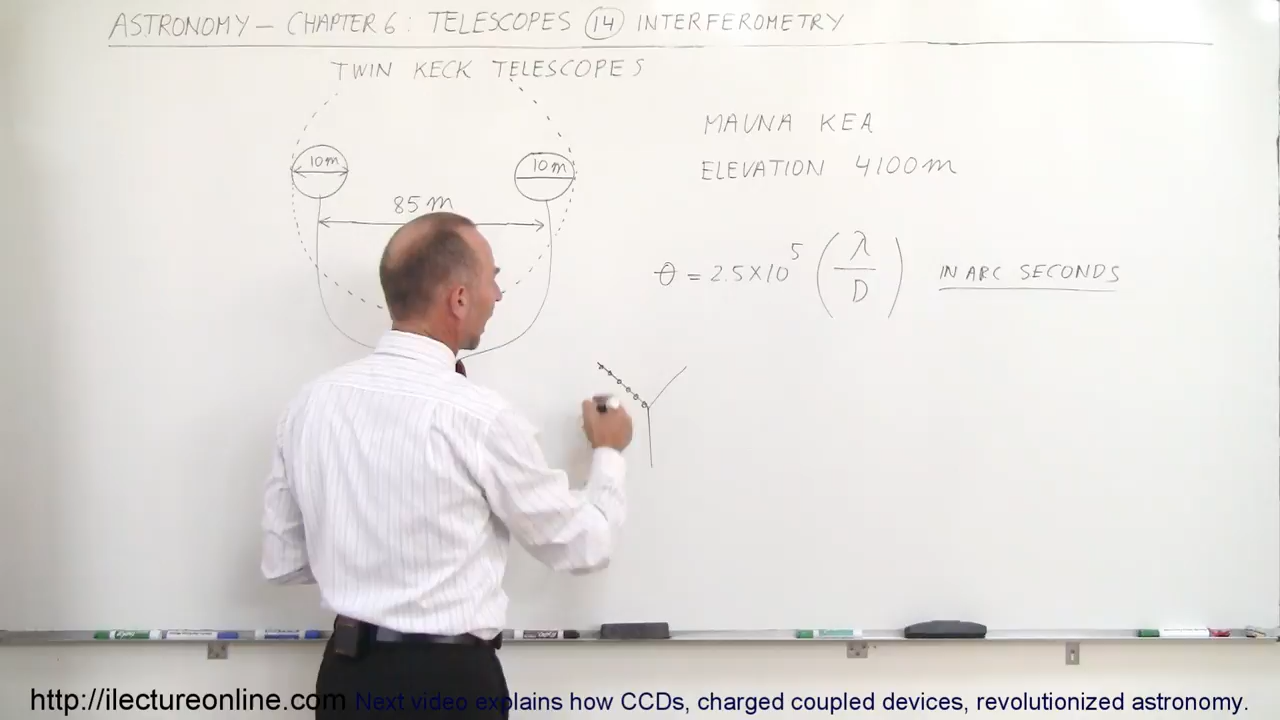 ASTRONOMY – CHAPTER 6: TELESCOPES 14 INTERFEROMETRY
TWIN KECK TELESCOPES
10m
10m
85m
MAUNA KEA
ELEVATION 4100m
θ = 2.5×10^5 (λ/D) IN ARC SECONDS
http://ilectureonline.com Next video explains how CCDs, charged coupled devices, revolutionized astronomy.